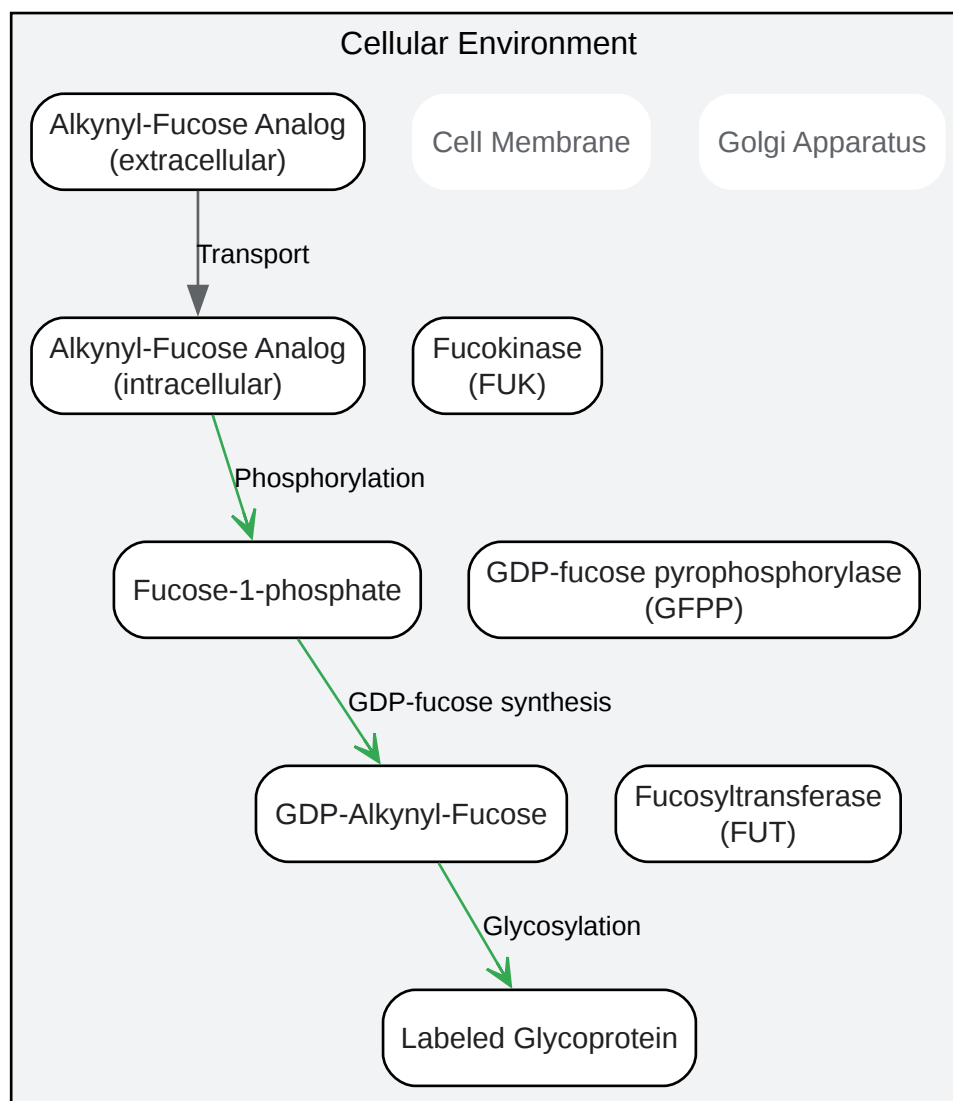 Cellular Environment
Alkynyl-Fucose Analog
(extracellular)
Cell Membrane
Golgi Apparatus
Transport
Alkynyl-Fucose Analog
(intracellular)
Fucokinase
(FUK)
Phosphorylation
Fucose-1-phosphate
GDP-fucose pyrophosphorylase
(GFPP)
GDP-fucose synthesis
GDP-Alkynyl-Fucose
Fucosyltransferase
(FUT)
Glycosylation
Labeled Glycoprotein